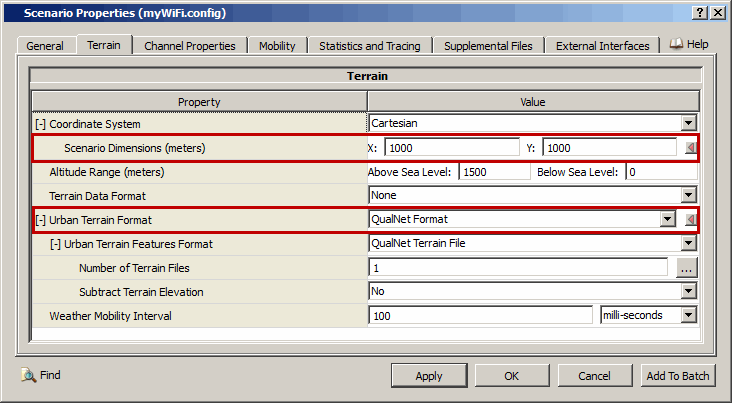 Scenario Properties (myWiFi.config)
General Terrain Channel Properties Mobility Statistics and Tracing Supplemental Files External Interfaces Help
Terrain
Property Value
[-] Coordinate System Cartesian
Scenario Dimensions (meters) X: 1000 Y: 1000
Altitude Range (meters) Above Sea Level: 1500 Below Sea Level: 0
Terrain Data Format None
[-] Urban Terrain Format QualNet Format
[-] Urban Terrain Features Format QualNet Terrain File
Number of Terrain Files 1 ...
Subtract Terrain Elevation No
Weather Mobility Interval 100 milli-seconds
Find Apply OK Cancel Add To Batch